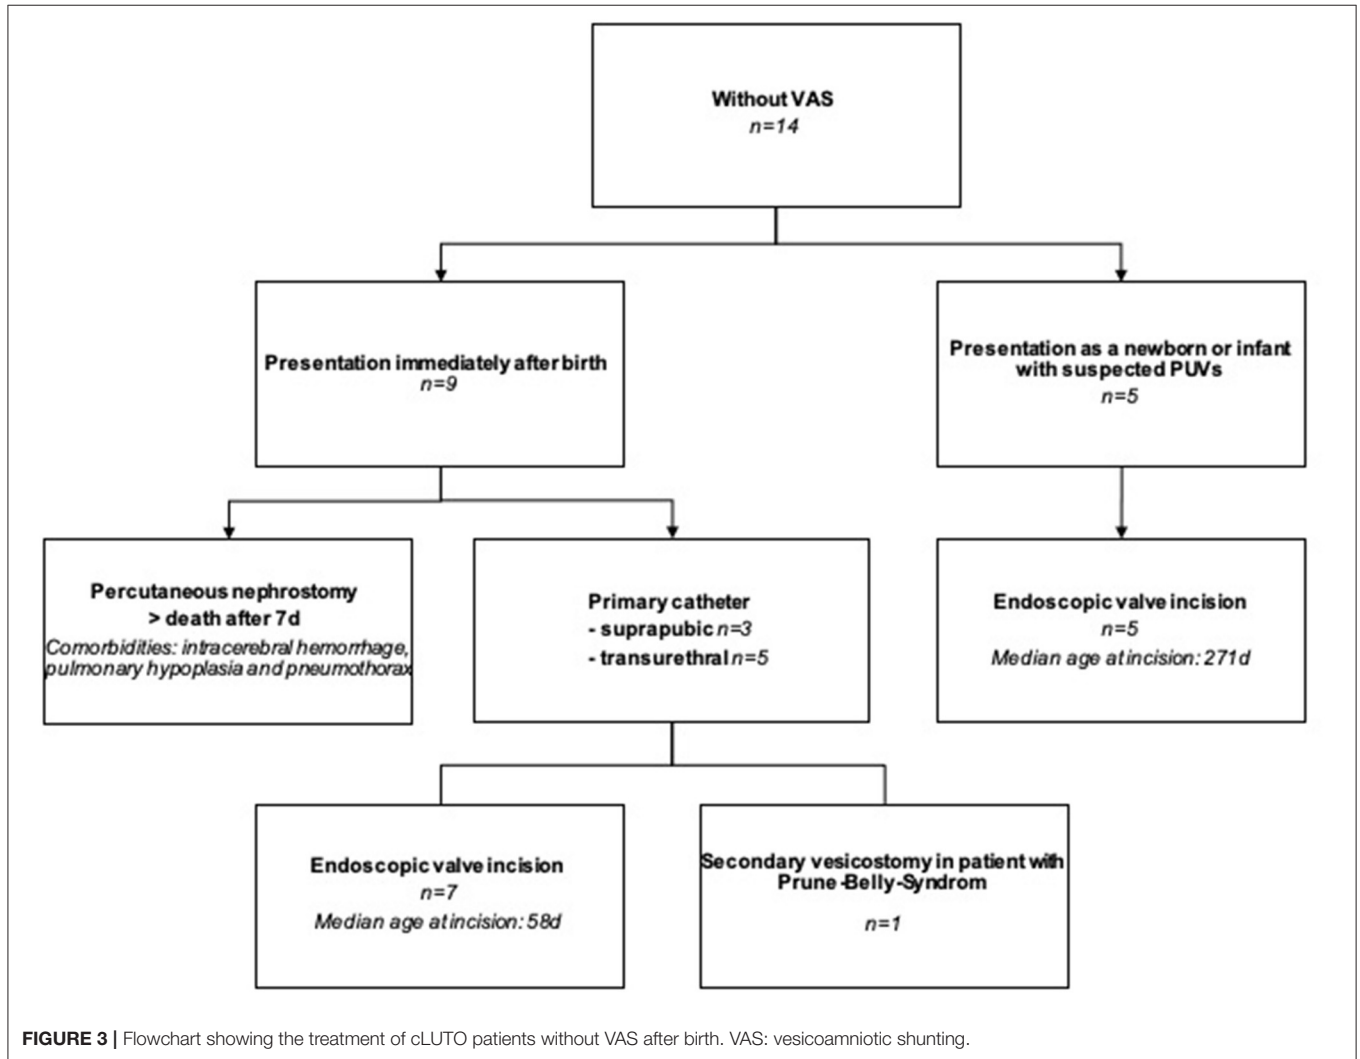 Without VAS
n=14
Presentation immediately after birth
n=9
Presentation as a newborn or infant
with suspected PUVs
n=5
Percutaneous nephrostomy
> death after 7d
Comorbidities: intracerebral hemorrhage,
pulmonary hypoplasia and pneumothorax
Primary catheter
- suprapubic n=3
- transurethral n=5
Endoscopic valve incision
n=5
Median age at incision: 271d
Endoscopic valve incision
n=7
Median age at incision: 58d
Secondary vesicostomy in patient with
Prune-Belly-Syndrom
n=1
FIGURE 3 | Flowchart showing the treatment of cLUTO patients without VAS after birth. VAS: vesicoamniotic shunting.